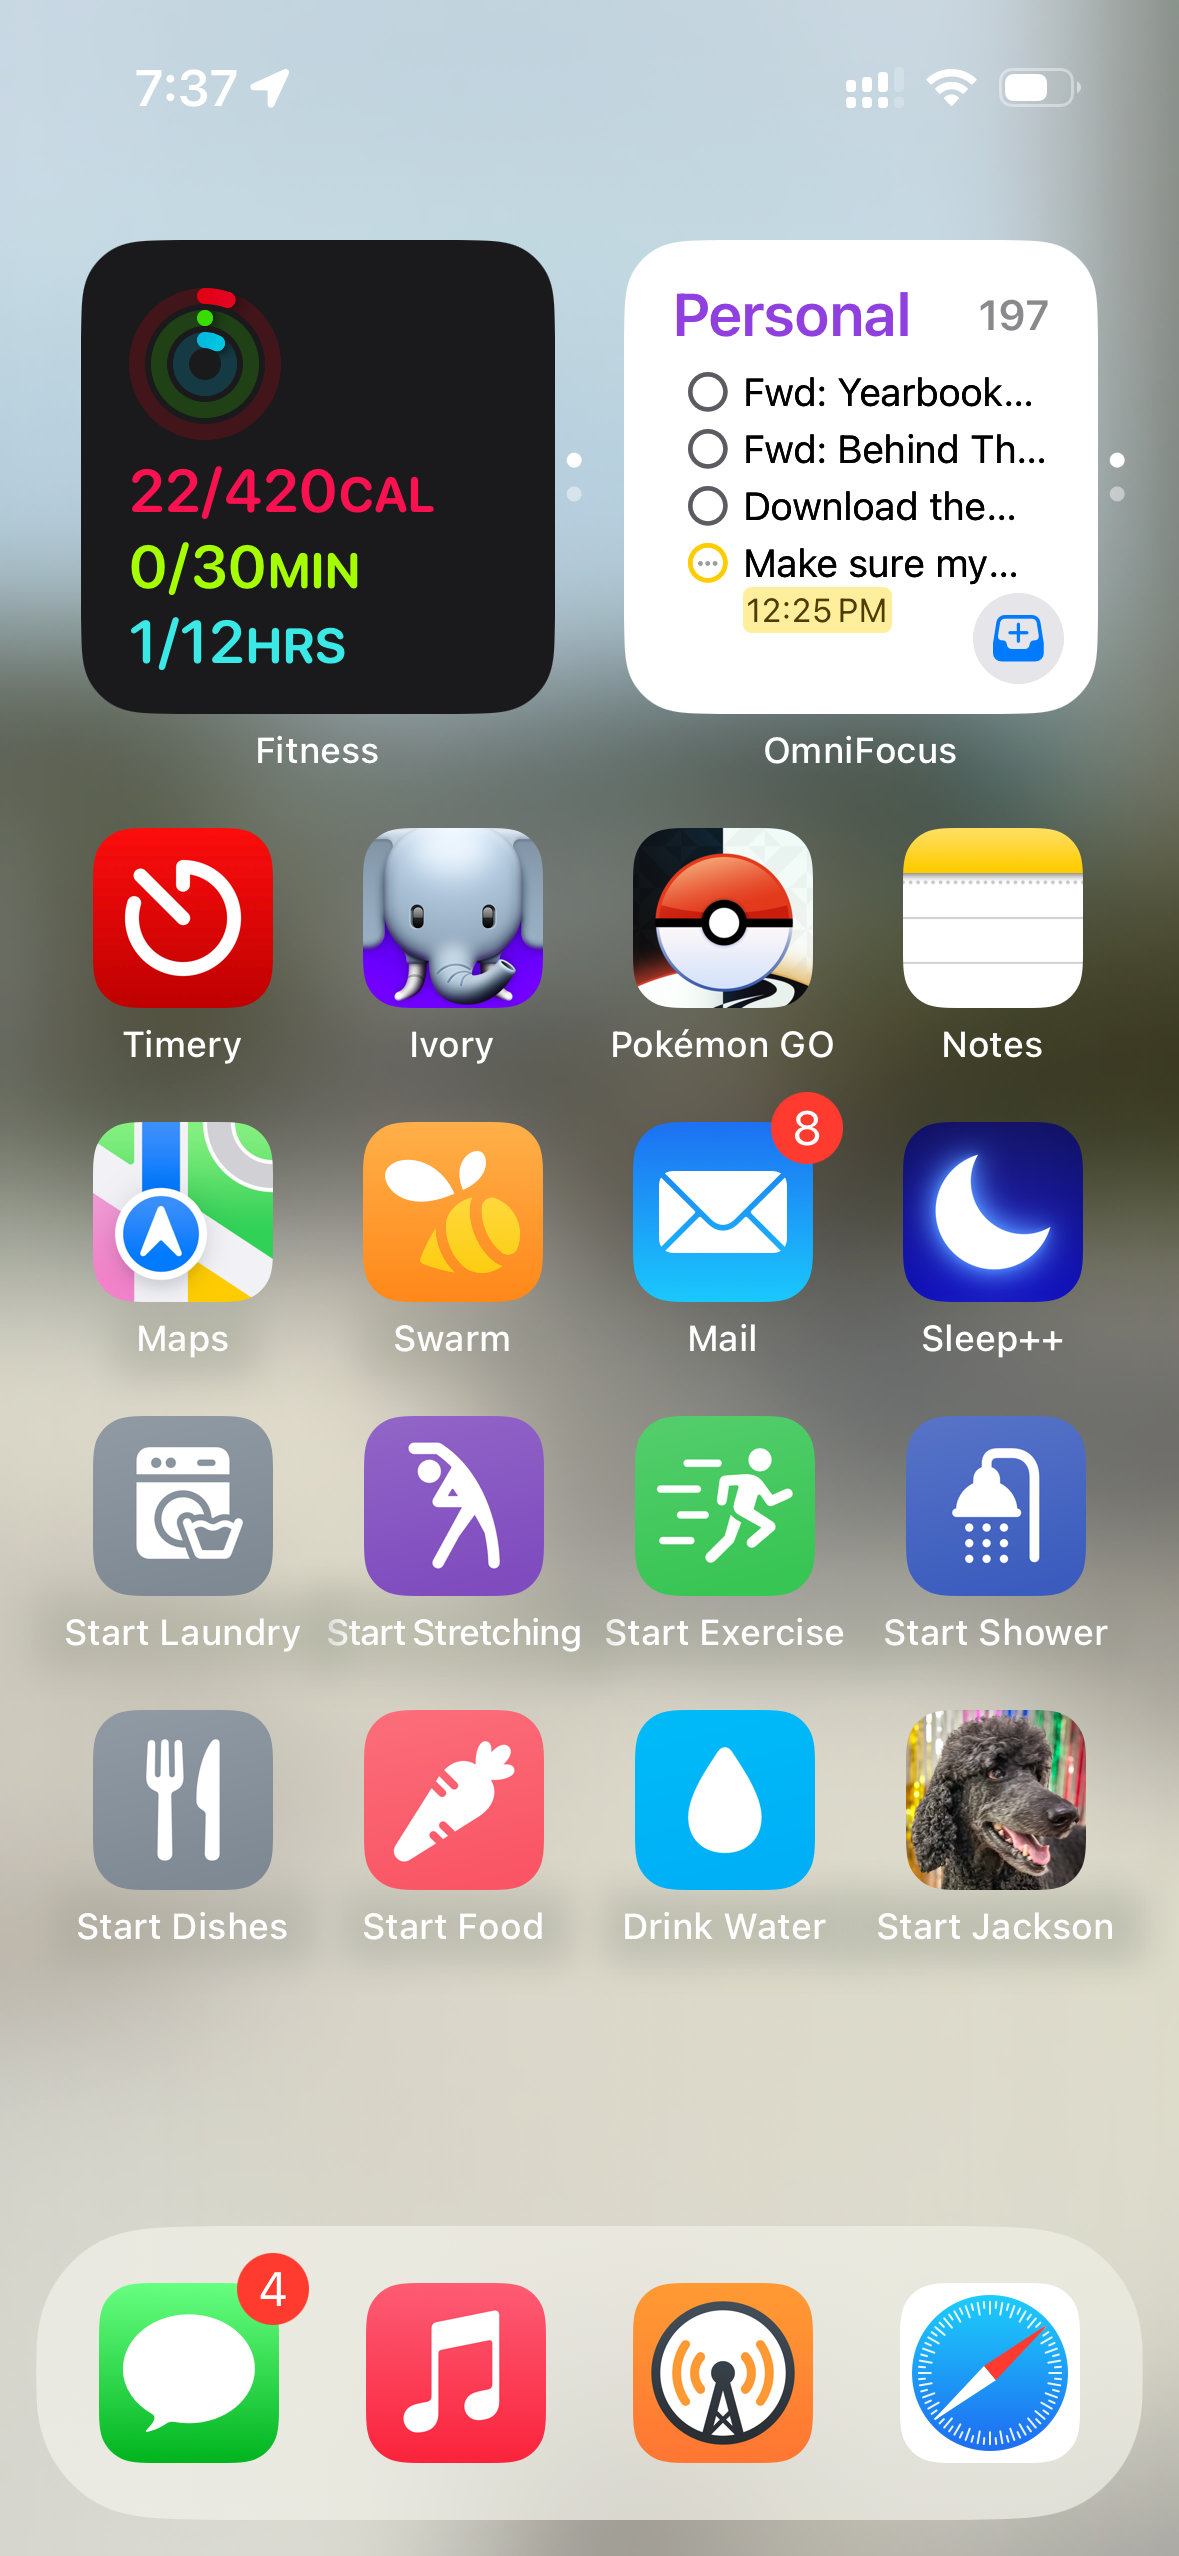 7:37
22/420CAL
0/30MIN
1/12HRS
Fitness
Personal 197
Fwd: Yearbook...
Fwd: Behind Th...
Download the...
Make sure my...
12:25 PM
OmniFocus
Timery Ivory Pokémon GO Notes
8
Maps Swarm Mail Sleep++
Start Laundry Start Stretching Start Exercise Start Shower
Start Dishes Start Food Drink Water Start Jackson
4